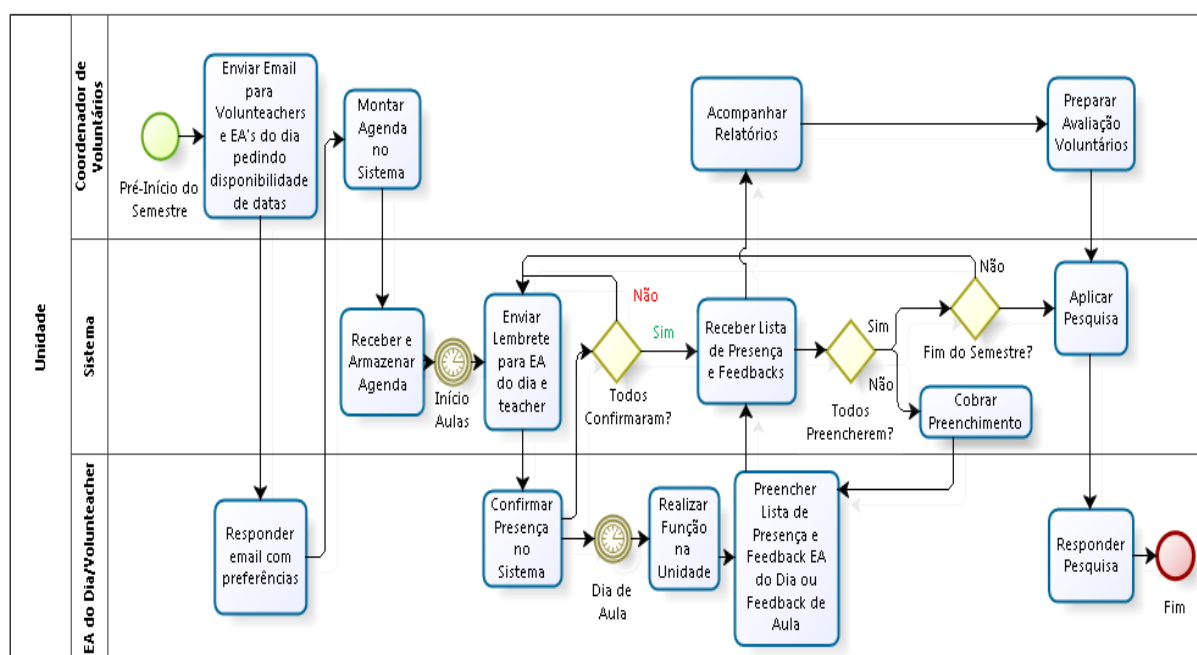 Unidade
Coordenador de
Voluntários
Pré-Início do
Semestre
Enviar Email
para
Volunteachers
e EA's do dia
pedindo
disponibilidade
de datas
Montar
Agenda
no
Sistema
Acompanhar
Relatórios
Preparar
Avaliação
Voluntários
Sistema
Receber e
Armazenar
Agenda
Início
Aulas
Enviar
Lembrete
para EA
do dia e
teacher
Não
Sim
Todos
Confirmaram?
Receber Lista
de Presença
e Feedbacks
Todos
Preencherem?
Sim
Não
Cobrar
Preenchimento
Não
Fim do Semestre?
Aplicar
Pesquisa
EA do Dia/Volunteacher
Responder
email com
preferências
Confirmar
Presença
no
Sistema
Dia de
Aula
Realizar
Função na
Unidade
Preencher
Lista de
Presença e
Feedback EA
do Dia ou
Feedback de
Aula
Responder
Pesquisa
Fim